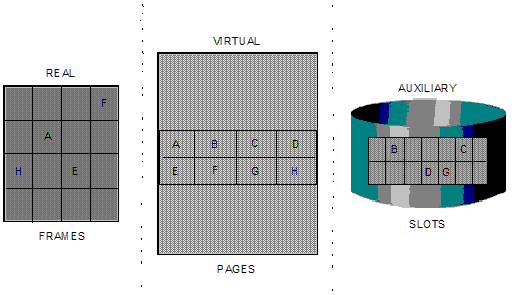 REAL
F
A
H E
FRAMES
VIRTUAL
A B C D
E F G H
PAGES
AUXILIARY
B C
D G
SLOTS